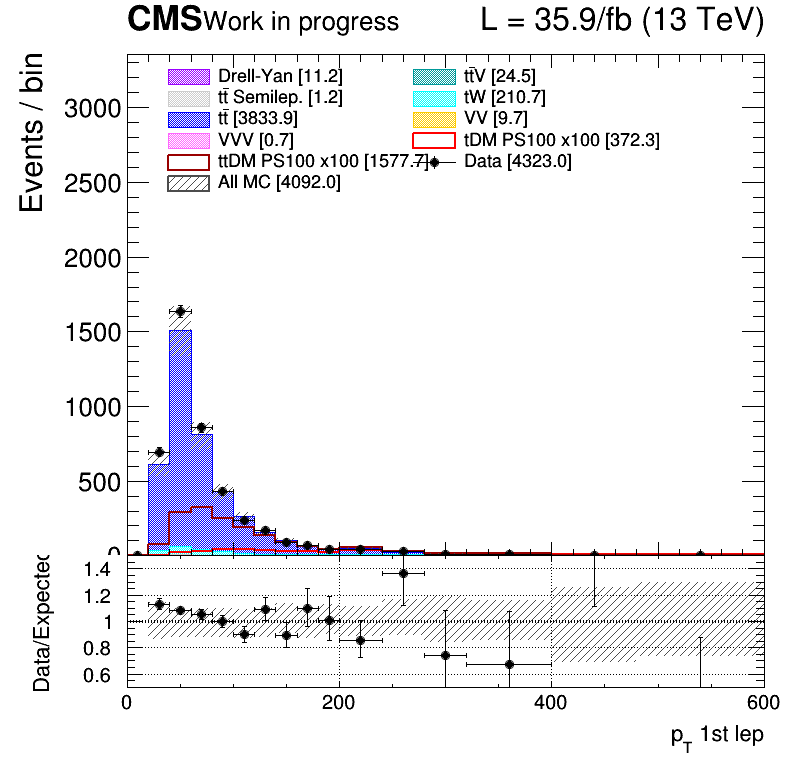 CMS Work in progress L = 35.9/fb (13 TeV)
Events / bin
Drell-Yan [11.2] tt̄V [24.5]
tt̄ Semilep. [1.2] tW [210.7]
tt̄ [3833.9] VV [9.7]
VVV [0.7] tDM PS100 x100 [372.3]
ttDM PS100 x100 [1577.7] Data [4323.0]
All MC [4092.0]
3000
2500
2000
1500
1000
500
0
Data/Expected
1.4
1.2
1
0.8
0.6
0 200 400 600
p_T 1st lep